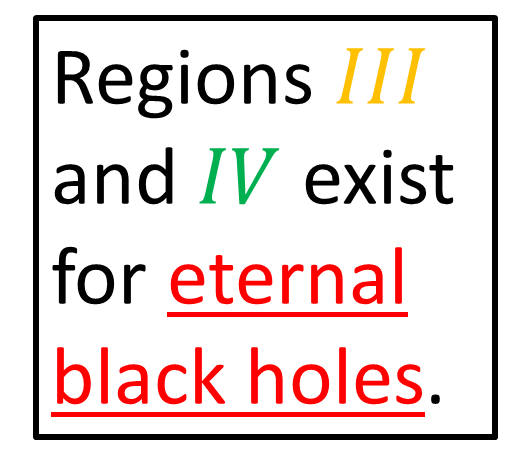 Regions III
and IV exist
for eternal
black holes.